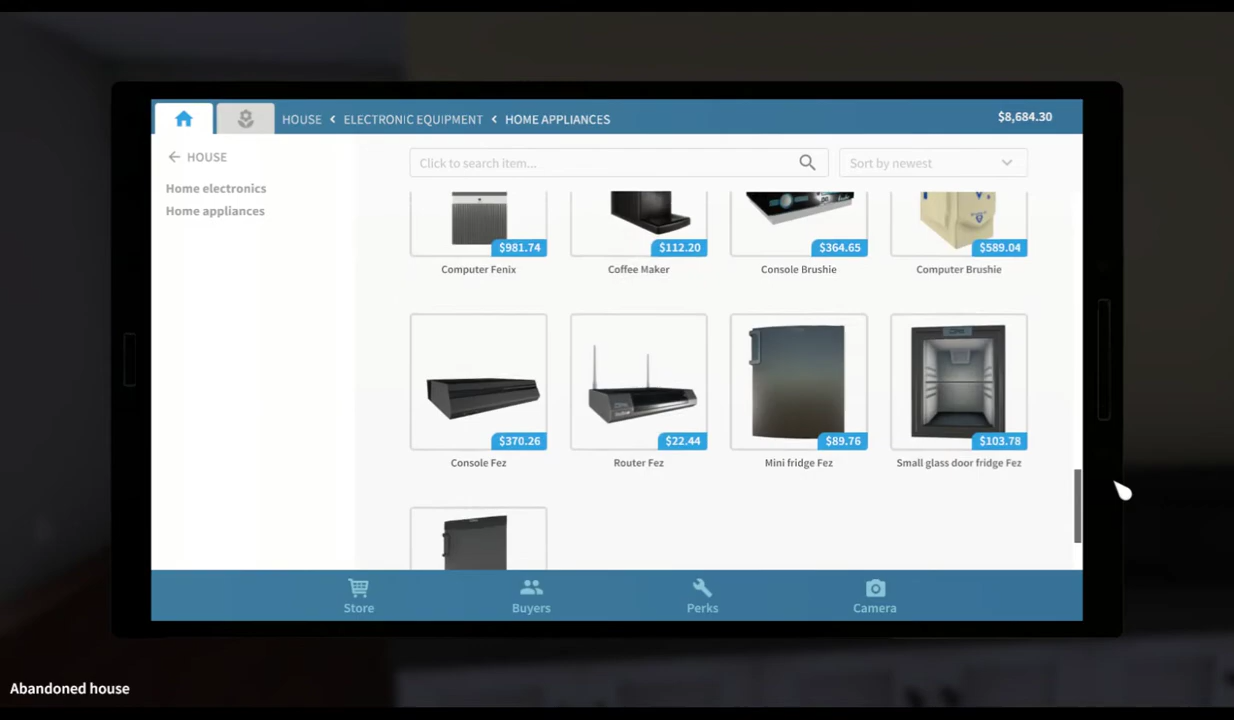 HOUSE < ELECTRONIC EQUIPMENT < HOME APPLIANCES
$8,684.30
HOUSE
Home electronics
Home appliances
Click to search item...
Sort by newest
$981.74
$112.20
$364.65
$589.04
Computer Fenix
Coffee Maker
Console Brushie
Computer Brushie
$370.26
$22.44
$89.76
$103.78
Console Fez
Router Fez
Mini fridge Fez
Small glass door fridge Fez
Store
Buyers
Perks
Camera
Abandoned house